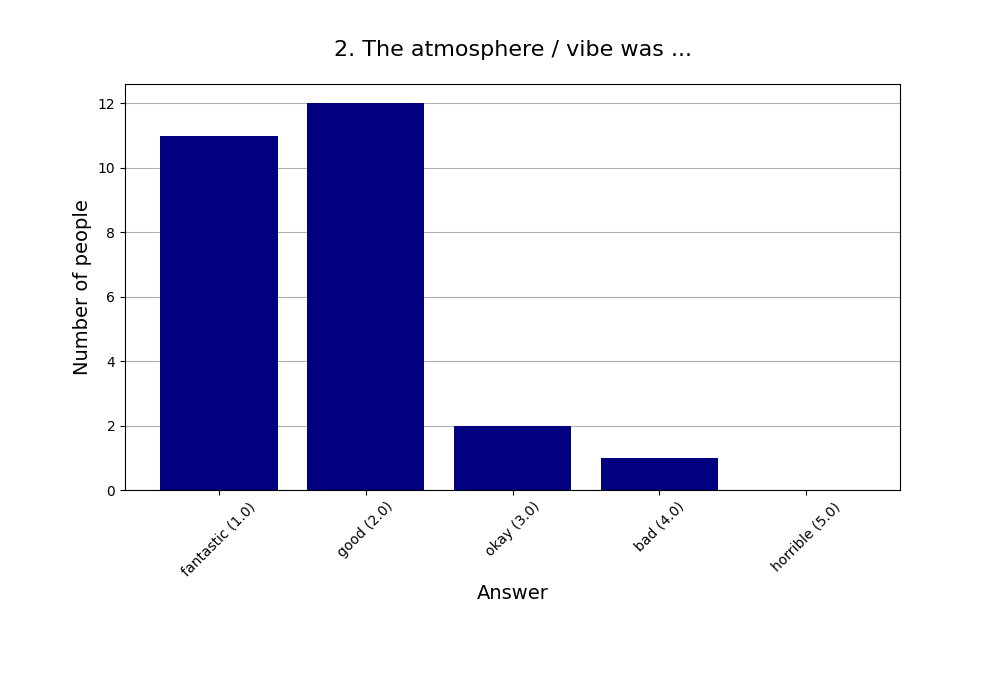 2. The atmosphere / vibe was ...
12
10
8
6
4
2
0
Number of people
fantastic (1.0)
good (2.0)
okay (3.0)
bad (4.0)
horrible (5.0)
Answer